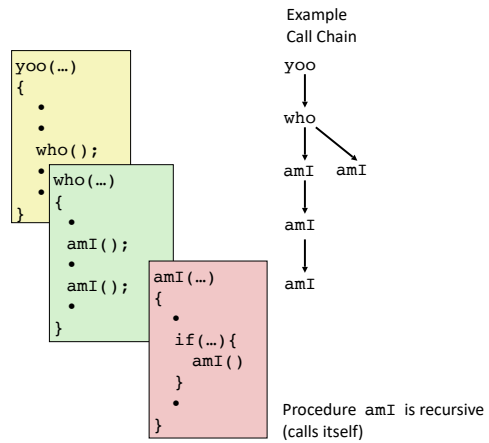 yoo(…)
{
•
•
who();
•
•
}
who(…)
{
•
amI();
•
amI();
•
}
amI(…)
{
•
if(…){
amI()
}
•
}
Example
Call Chain
yoo
who
amI amI
amI
amI
Procedure amI is recursive
(calls itself)